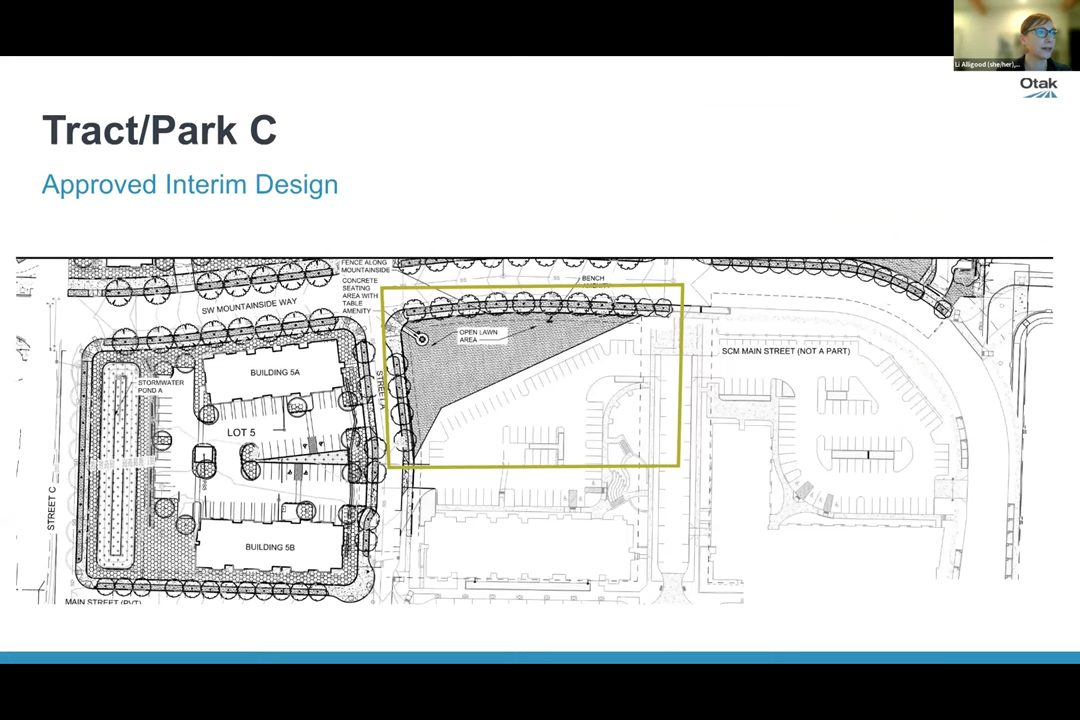 Li Alligood (she/her),...
Otak
Tract/Park C
Approved Interim Design
FENCE ALONG
MOUNTAINSIDE
CONCRETE
SEATING
AREA WITH
TABLE
AMENITY
BENCH
AMENITY
SW MOUNTAINSIDE WAY
OPEN LAWN
AREA
SCM MAIN STREET (NOT A PART)
BUILDING 5A
STORMWATER
POND A
STREET A
LOT 5
STREET C
BUILDING 5B
MAIN STREET (PVT)